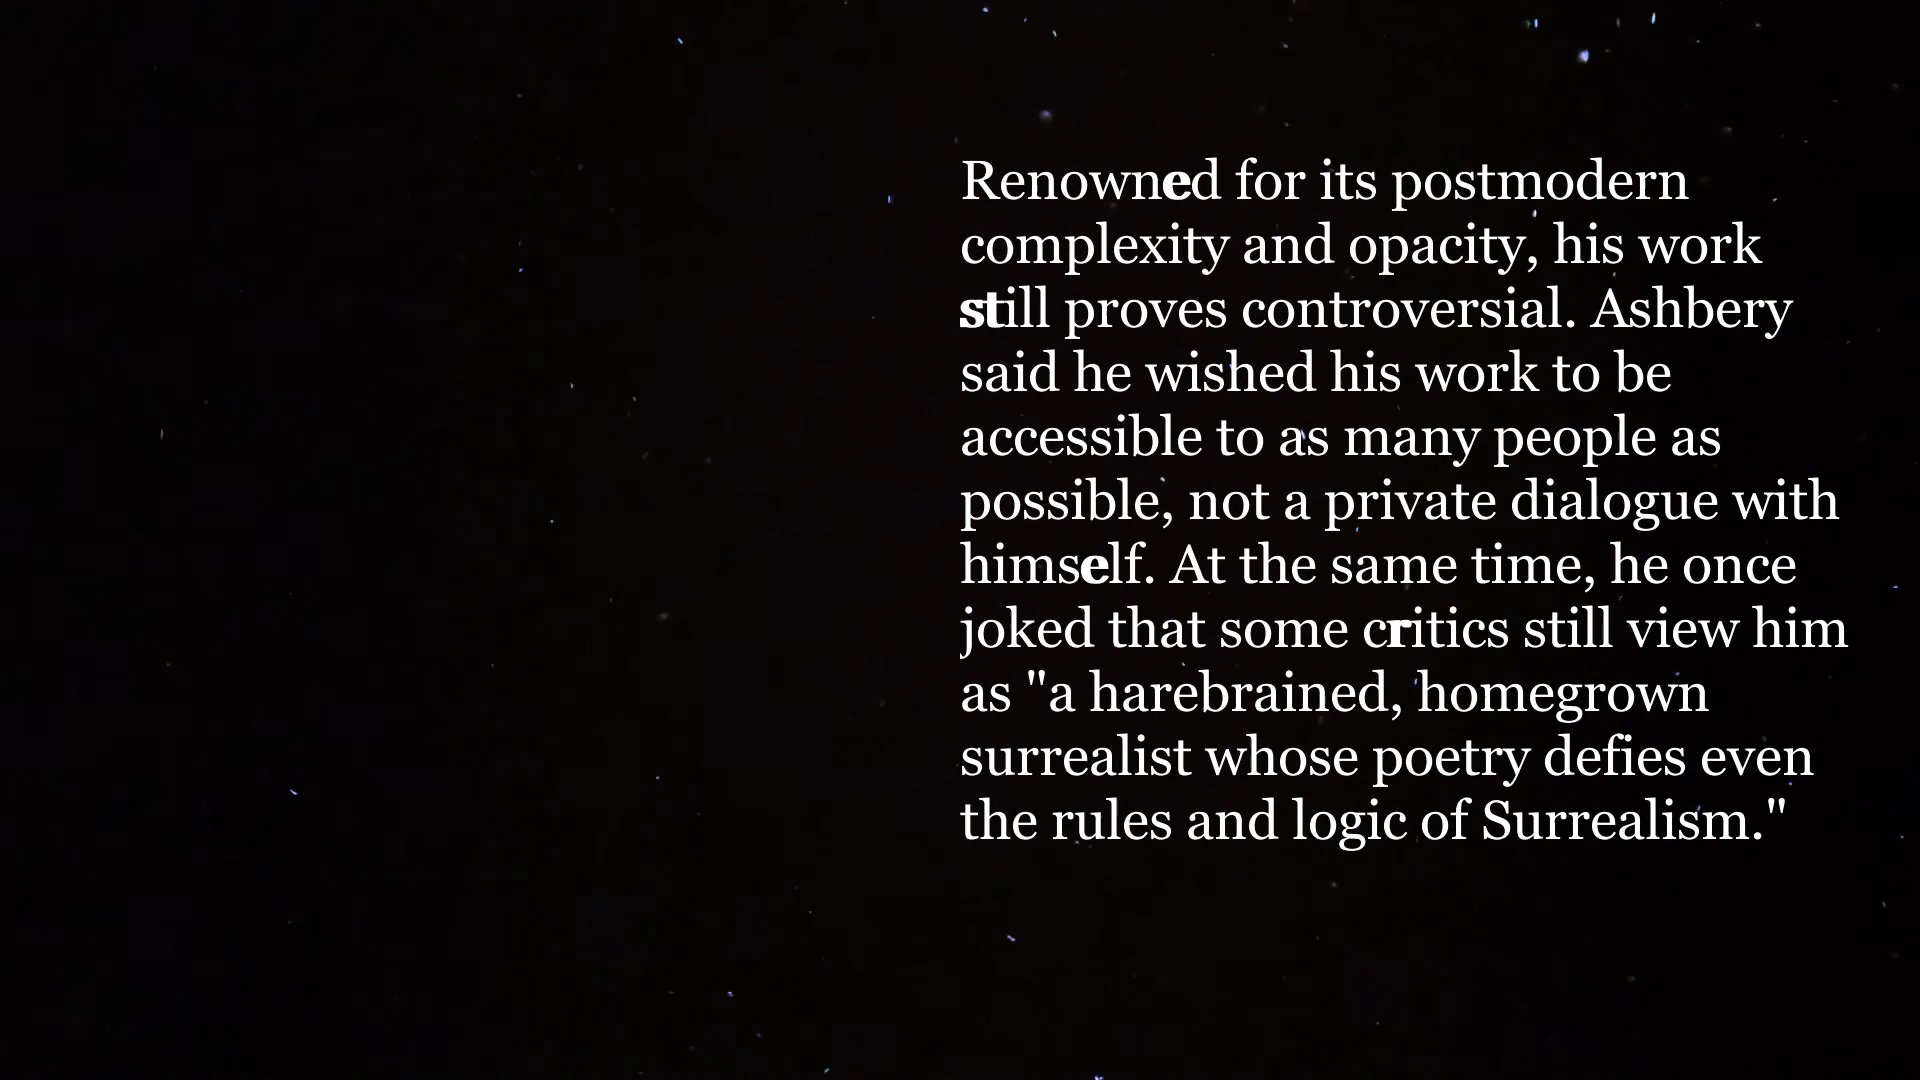 Renowned for its postmodern
complexity and opacity, his work
still proves controversial. Ashbery
said he wished his work to be
accessible to as many people as
possible, not a private dialogue with
himself. At the same time, he once
joked that some critics still view him
as "a harebrained, homegrown
surrealist whose poetry defies even
the rules and logic of Surrealism."